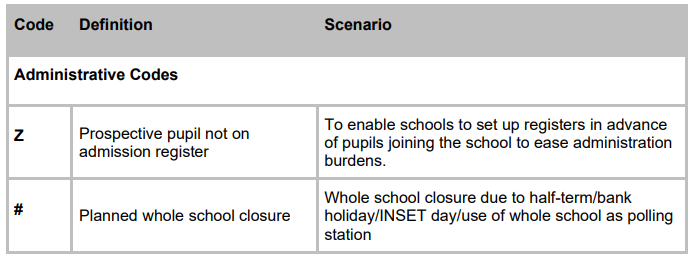 Code Definition Scenario
Administrative Codes
Z Prospective pupil not on admission register To enable schools to set up registers in advance of pupils joining the school to ease administration burdens.
# Planned whole school closure Whole school closure due to half-term/bank holiday/INSET day/use of whole school as polling station